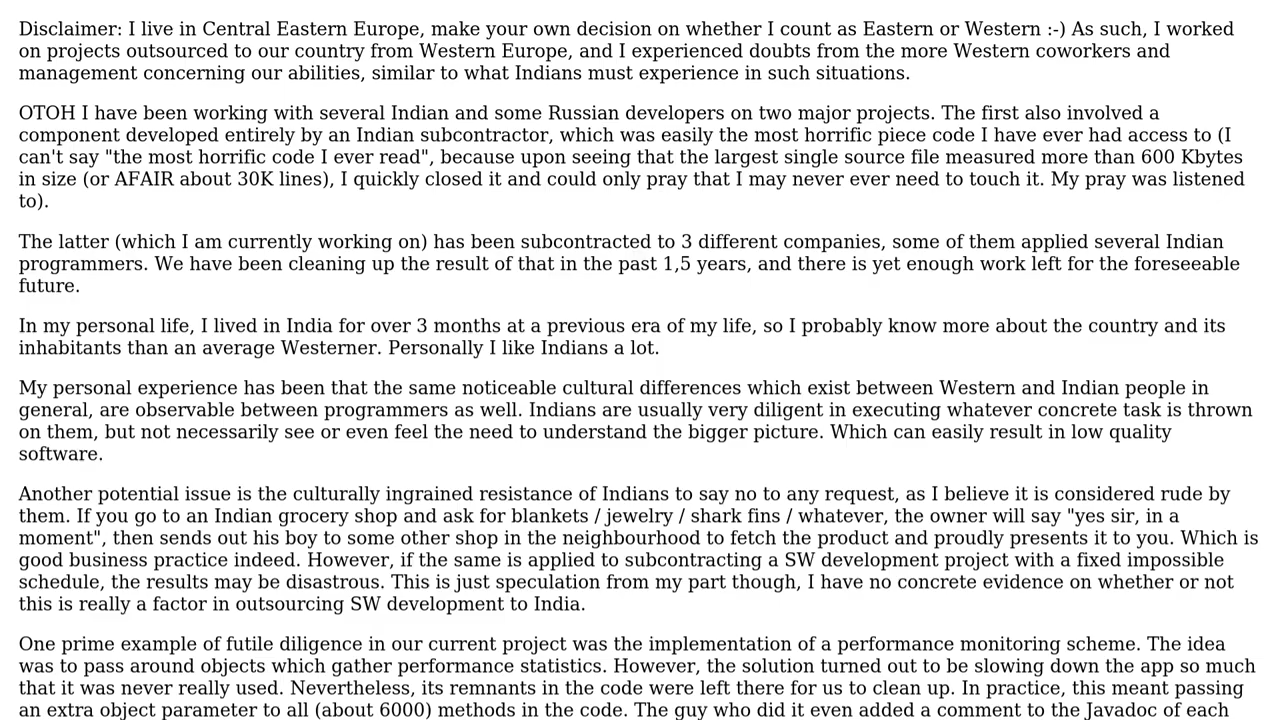 Disclaimer: I live in Central Eastern Europe, make your own decision on whether I count as Eastern or Western :-) As such, I worked
on projects outsourced to our country from Western Europe, and I experienced doubts from the more Western coworkers and
management concerning our abilities, similar to what Indians must experience in such situations.
OTOH I have been working with several Indian and some Russian developers on two major projects. The first also involved a
component developed entirely by an Indian subcontractor, which was easily the most horrific piece code I have ever had access to (I
can't say "the most horrific code I ever read", because upon seeing that the largest single source file measured more than 600 Kbytes
in size (or AFAIR about 30K lines), I quickly closed it and could only pray that I may never ever need to touch it. My pray was listened
to).
The latter (which I am currently working on) has been subcontracted to 3 different companies, some of them applied several Indian
programmers. We have been cleaning up the result of that in the past 1,5 years, and there is yet enough work left for the foreseeable
future.
In my personal life, I lived in India for over 3 months at a previous era of my life, so I probably know more about the country and its
inhabitants than an average Westerner. Personally I like Indians a lot.
My personal experience has been that the same noticeable cultural differences which exist between Western and Indian people in
general, are observable between programmers as well. Indians are usually very diligent in executing whatever concrete task is thrown
on them, but not necessarily see or even feel the need to understand the bigger picture. Which can easily result in low quality
software.
Another potential issue is the culturally ingrained resistance of Indians to say no to any request, as I believe it is considered rude by
them. If you go to an Indian grocery shop and ask for blankets / jewelry / shark fins / whatever, the owner will say "yes sir, in a
moment", then sends out his boy to some other shop in the neighbourhood to fetch the product and proudly presents it to you. Which is
good business practice indeed. However, if the same is applied to subcontracting a SW development project with a fixed impossible
schedule, the results may be disastrous. This is just speculation from my part though, I have no concrete evidence on whether or not
this is really a factor in outsourcing SW development to India.
One prime example of futile diligence in our current project was the implementation of a performance monitoring scheme. The idea
was to pass around objects which gather performance statistics. However, the solution turned out to be slowing down the app so much
that it was never really used. Nevertheless, its remnants in the code were left there for us to clean up. In practice, this meant passing
an extra object parameter to all (about 6000) methods in the code. The guy who did it even added a comment to the Javadoc of each